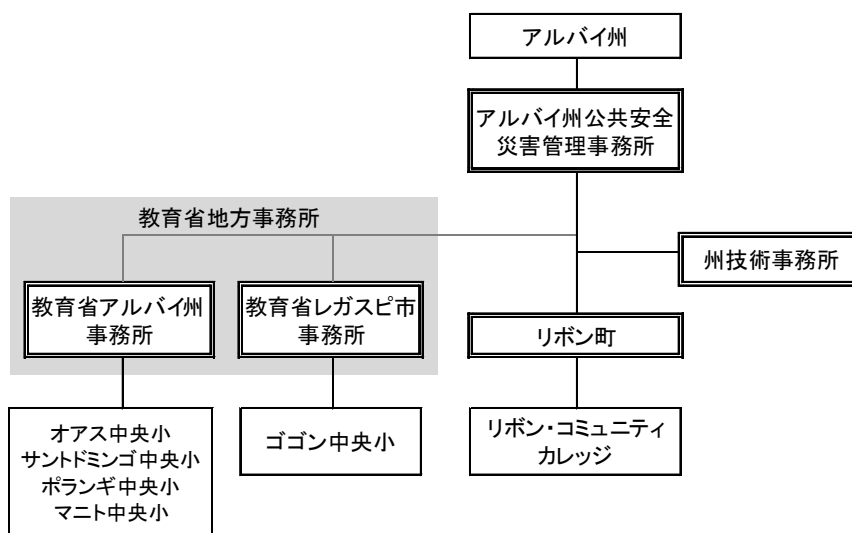 アルバイ州
アルバイ州公共安全
災害管理事務所
教育省地方事務所
州技術事務所
教育省アルバイ州
事務所
教育省レガスピ市
事務所
リボン町
オアス中央小
サントドミンゴ中央小
ポランギ中央小
マニト中央小
ゴゴン中央小
リボン・コミュニティ
カレッジ